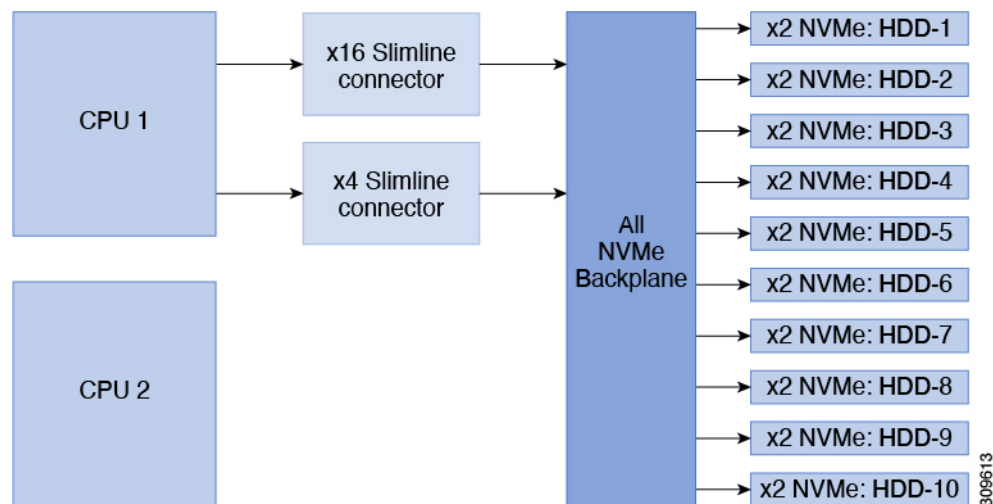 CPU 1
x16 Slimline
connector
x4 Slimline
connector
CPU 2
All
NVMe
Backplane
x2 NVMe: HDD-1
x2 NVMe: HDD-2
x2 NVMe: HDD-3
x2 NVMe: HDD-4
x2 NVMe: HDD-5
x2 NVMe: HDD-6
x2 NVMe: HDD-7
x2 NVMe: HDD-8
x2 NVMe: HDD-9
x2 NVMe: HDD-10
309613